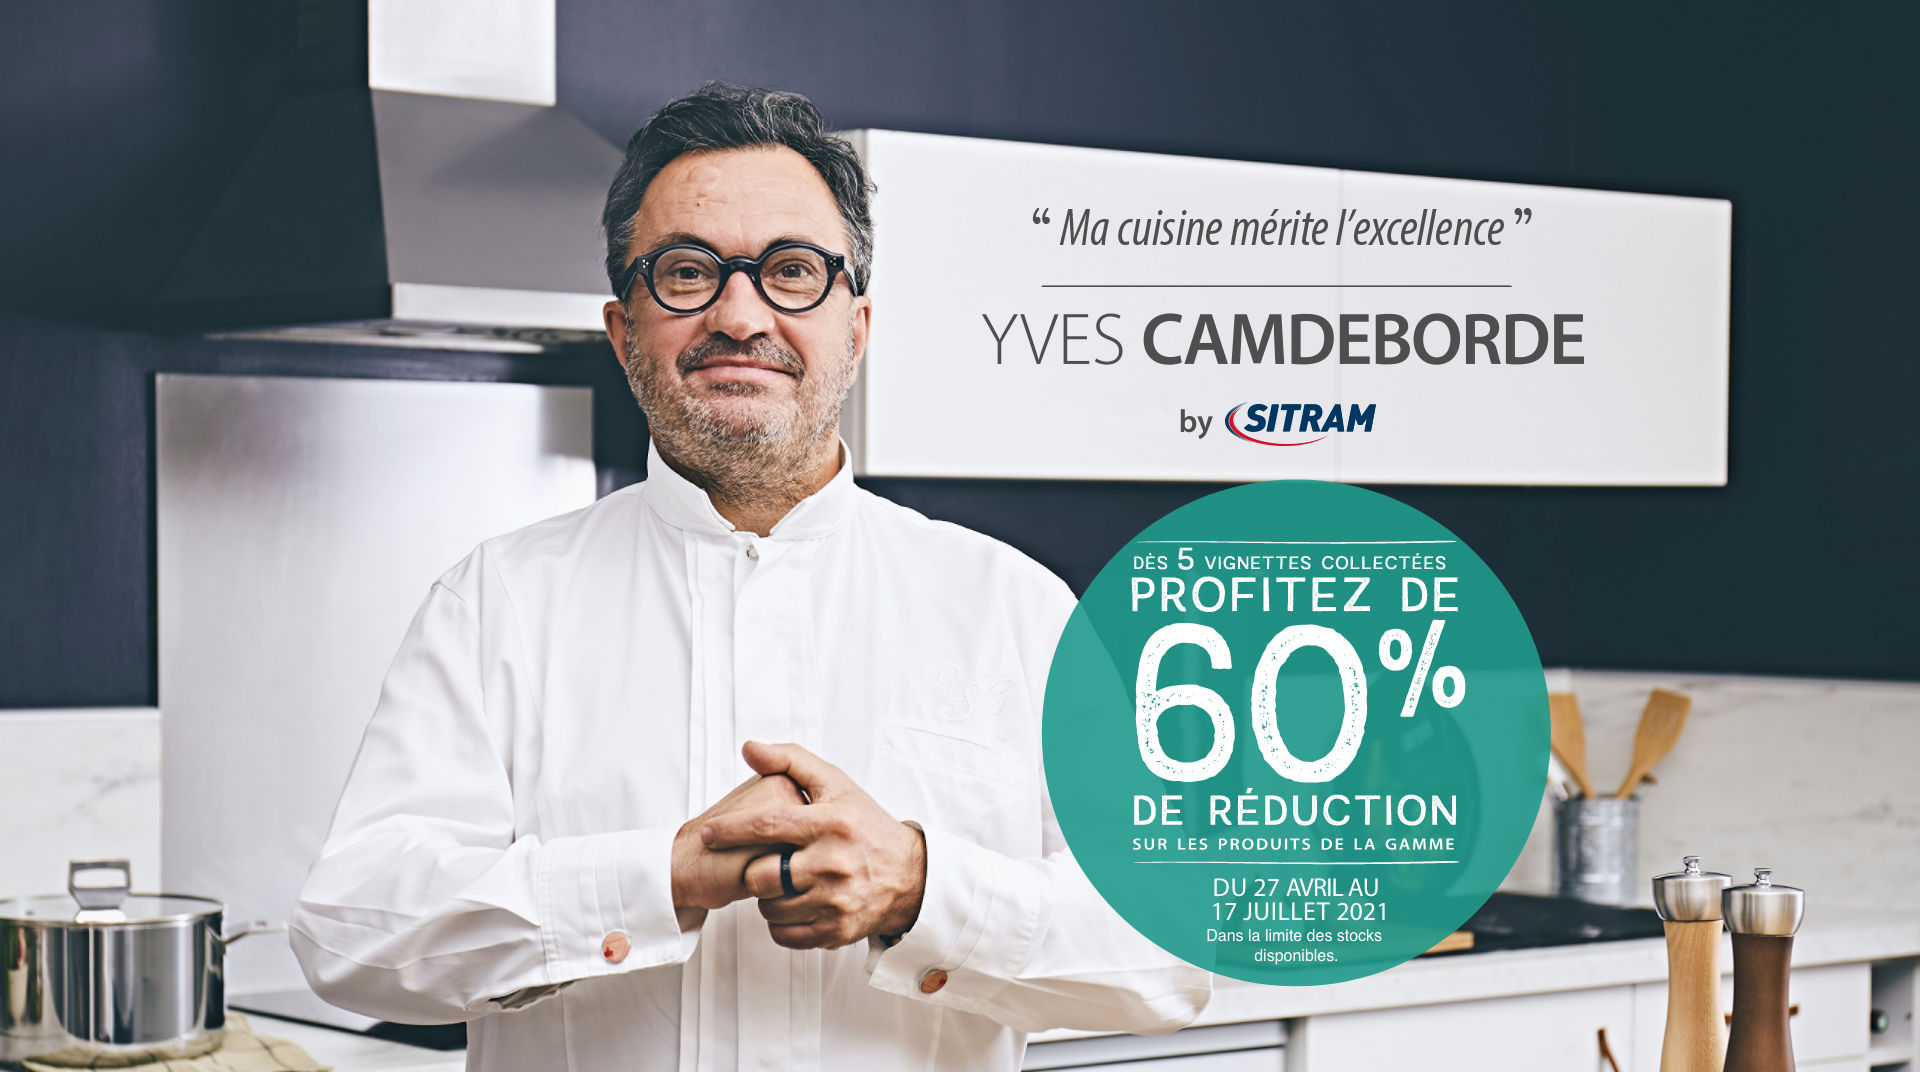 “ Ma cuisine mérite l’excellence ”
YVES CAMDEBORDE
by SITRAM
DÈS 5 VIGNETTES COLLECTÉES
PROFITEZ DE
60%
DE RÉDUCTION
SUR LES PRODUITS DE LA GAMME
DU 27 AVRIL AU
17 JUILLET 2021
Dans la limite des stocks
disponibles.